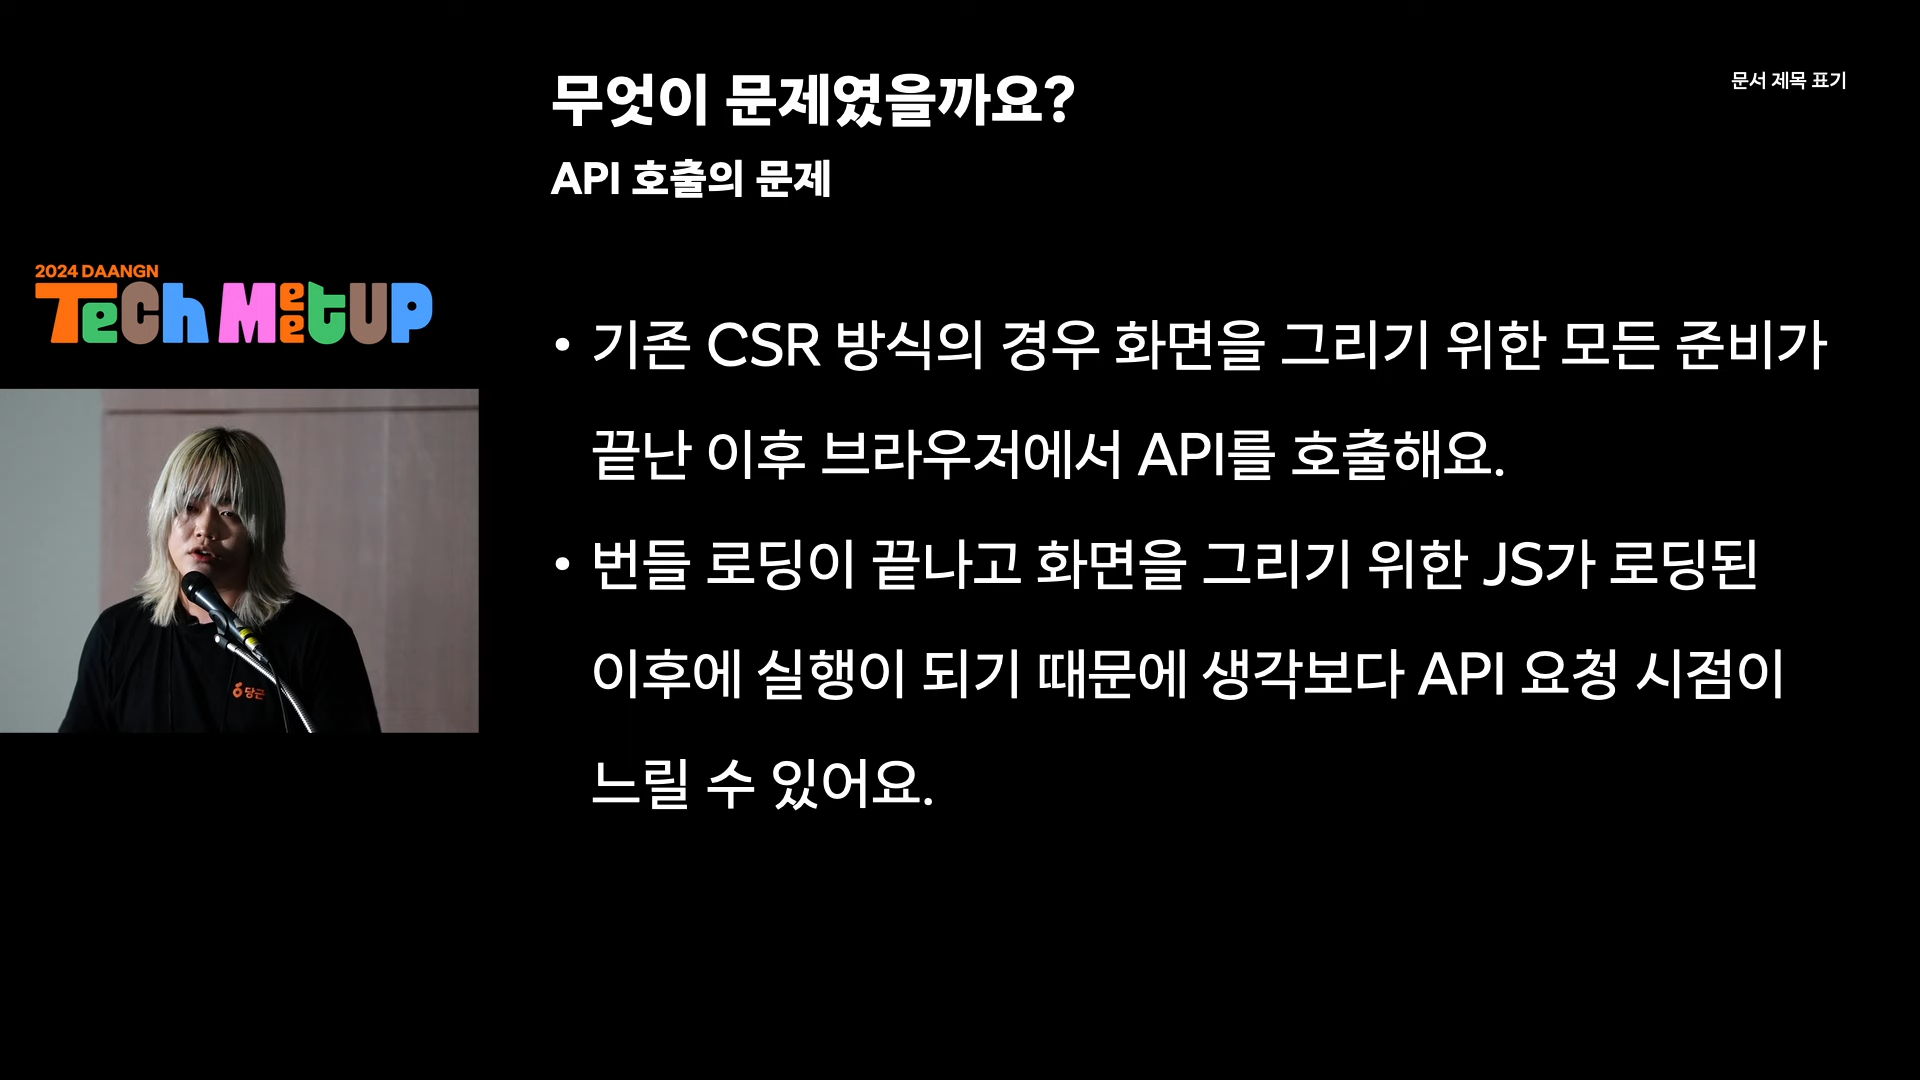 무엇이 문제였을까요?
문서 제목 표기
API 호출의 문제
2024 DAANGN
Tech MeetUP
• 기존 CSR 방식의 경우 화면을 그리기 위한 모든 준비가
끝난 이후 브라우저에서 API를 호출해요.
• 번들 로딩이 끝나고 화면을 그리기 위한 JS가 로딩된
이후에 실행이 되기 때문에 생각보다 API 요청 시점이
느릴 수 있어요.
당근